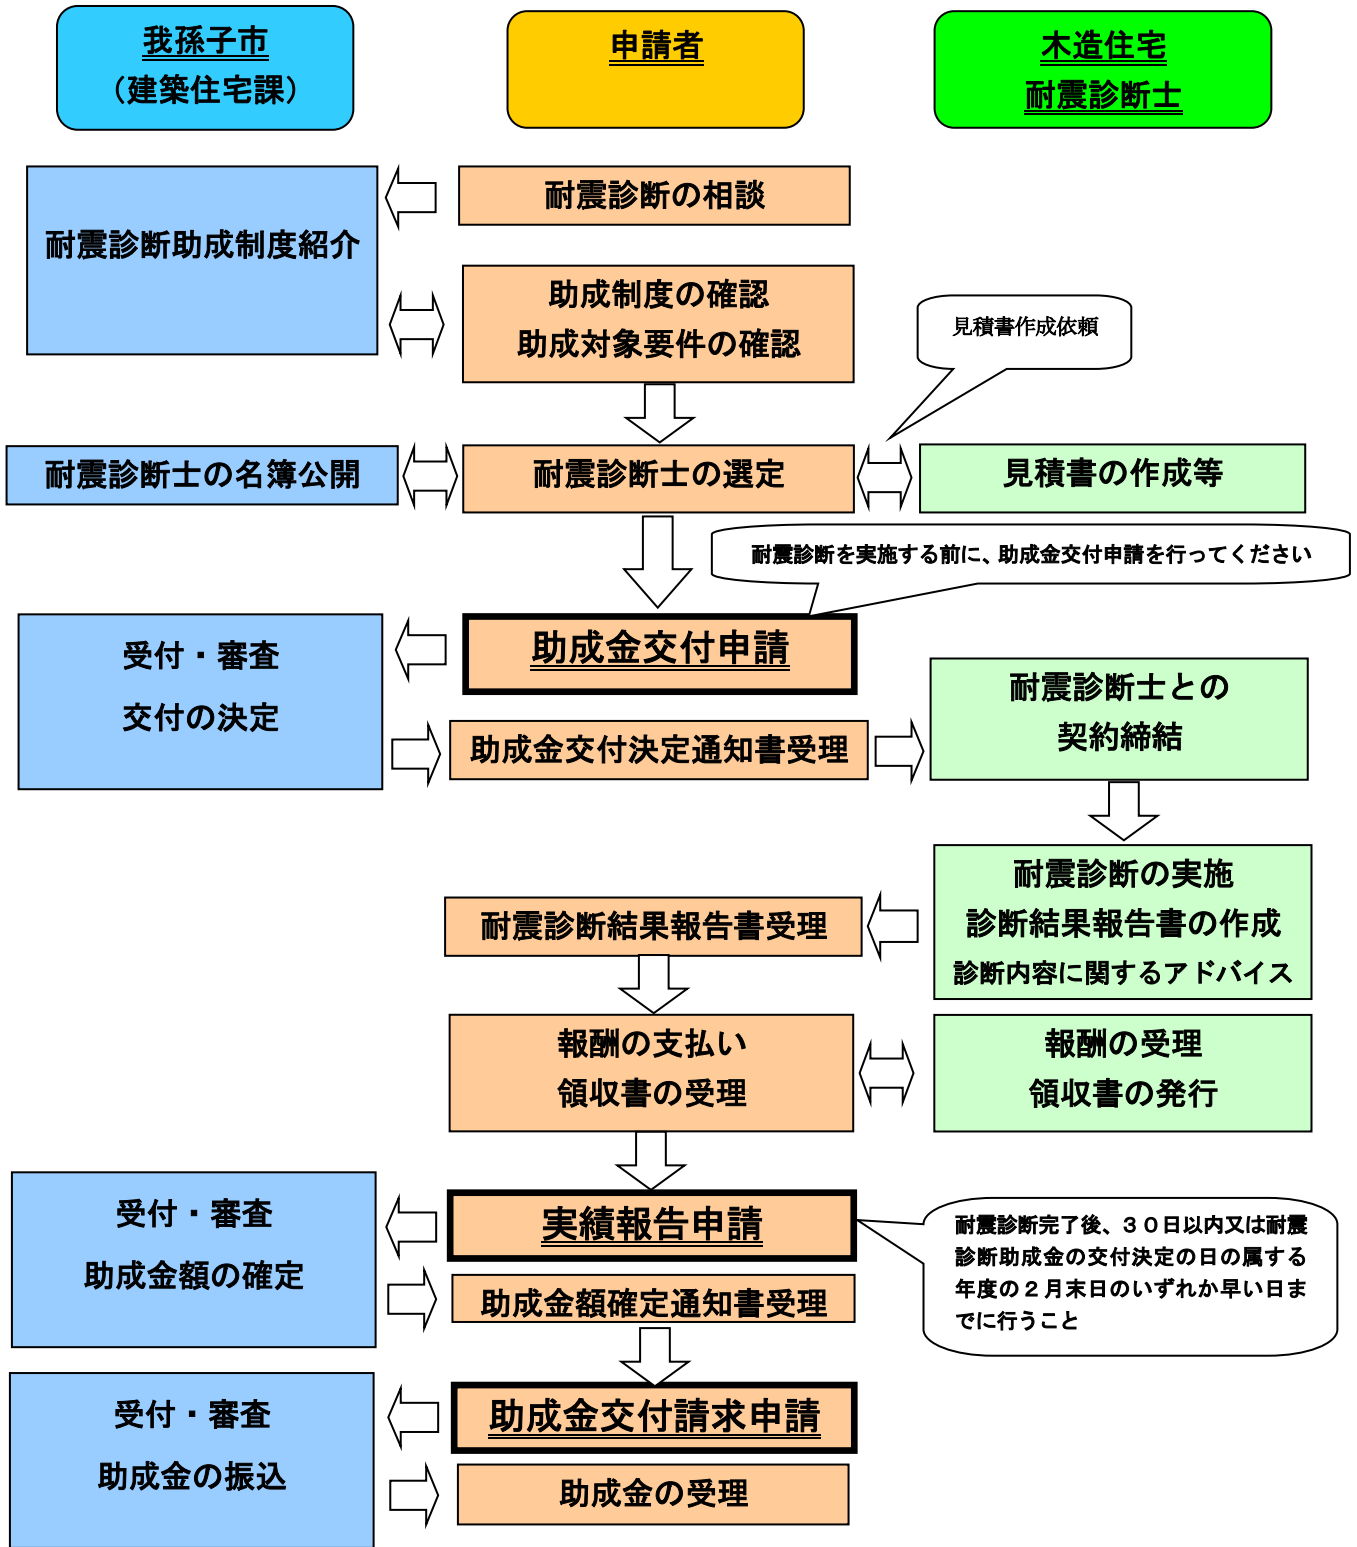 我孫子市
（建築住宅課）
申請者
木造住宅
耐震診断士
耐震診断の相談
耐震診断助成制度紹介
助成制度の確認
助成対象要件の確認
見積書作成依頼
耐震診断士の名簿公開
耐震診断士の選定
見積書の作成等
耐震診断を実施する前に、助成金交付申請を行ってください
助成金交付申請
受付・審査
交付の決定
助成金交付決定通知書受理
耐震診断士との
契約締結
耐震診断の実施
診断結果報告書の作成
診断内容に関するアドバイス
耐震診断結果報告書受理
報酬の支払い
領収書の受理
報酬の受理
領収書の発行
実績報告申請
受付・審査
助成金額の確定
助成金額確定通知書受理
耐震診断完了後、３０日以内又は耐震
診断助成金の交付決定の日の属する
年度の２月末日のいずれか早い日ま
でに行うこと
助成金交付請求申請
受付・審査
助成金の振込
助成金の受理